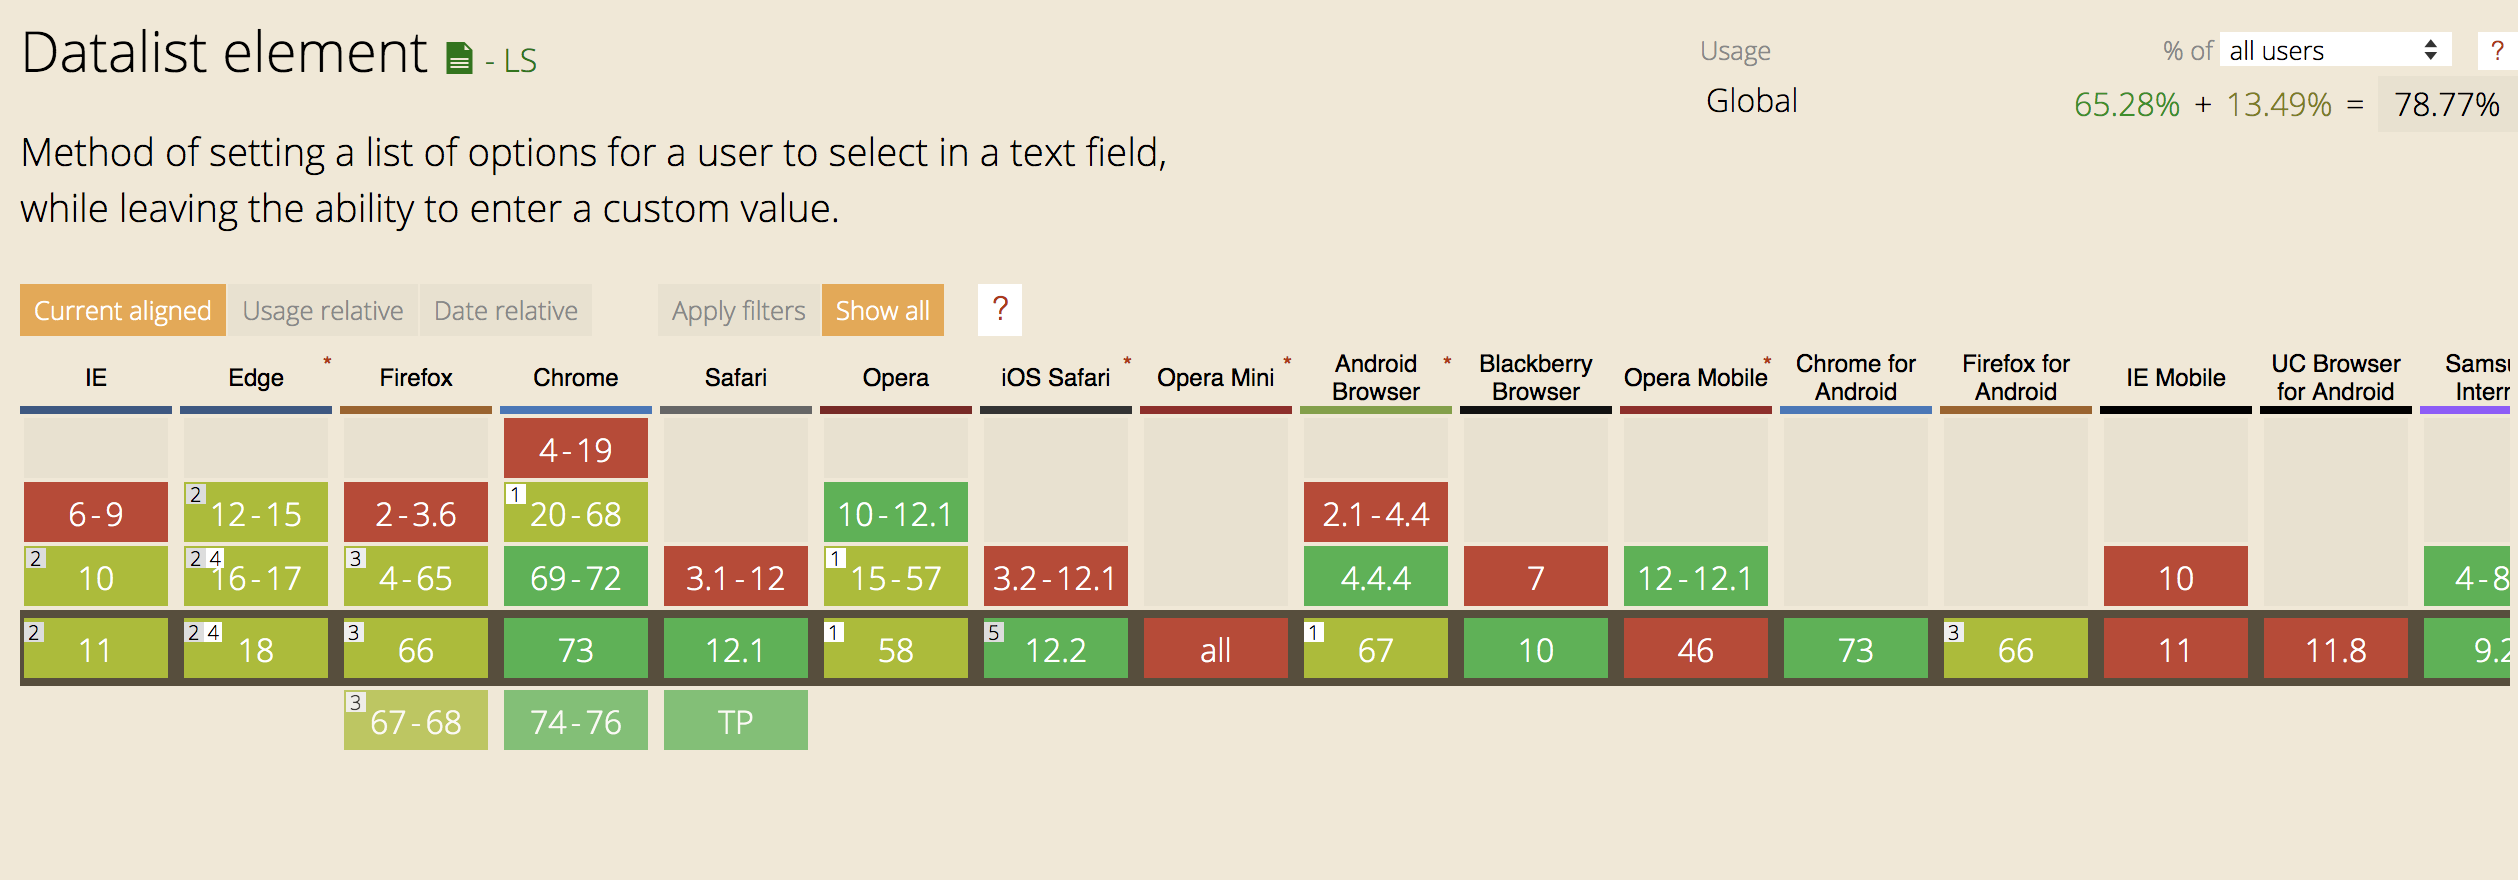 Datalist element - LS
Usage % of all users ?
Global 65.28% + 13.49% = 78.77%
Method of setting a list of options for a user to select in a text field,
while leaving the ability to enter a custom value.
Current aligned Usage relative Date relative Apply filters Show all ?
IE Edge * Firefox Chrome Safari Opera iOS Safari * Opera Mini * Android Browser * Blackberry Browser Opera Mobile * Chrome for Android Firefox for Android IE Mobile UC Browser for Android Samsu Interr
4-19
6-9 2 12-15 2-3.6 1 20-68 10-12.1 2.1-4.4
2 10 2 4 16-17 3 4-65 69-72 3.1-12 1 15-57 3.2-12.1 4.4.4 7 12-12.1 10 4-8
2 11 2 4 18 3 66 73 12.1 1 58 5 12.2 all 1 67 10 46 73 3 66 11 11.8 9.2
3 67-68 74-76 TP